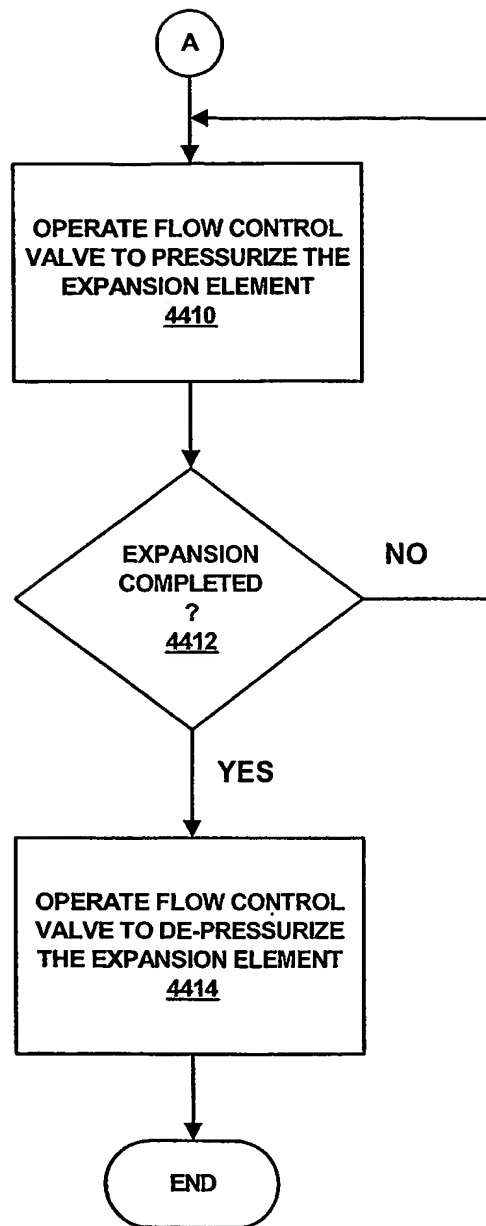 A
OPERATE FLOW CONTROL
VALVE TO PRESSURIZE THE
EXPANSION ELEMENT
4410
EXPANSION
COMPLETED
?
4412
NO
YES
OPERATE FLOW CONTROL
VALVE TO DE-PRESSURIZE
THE EXPANSION ELEMENT
4414
END